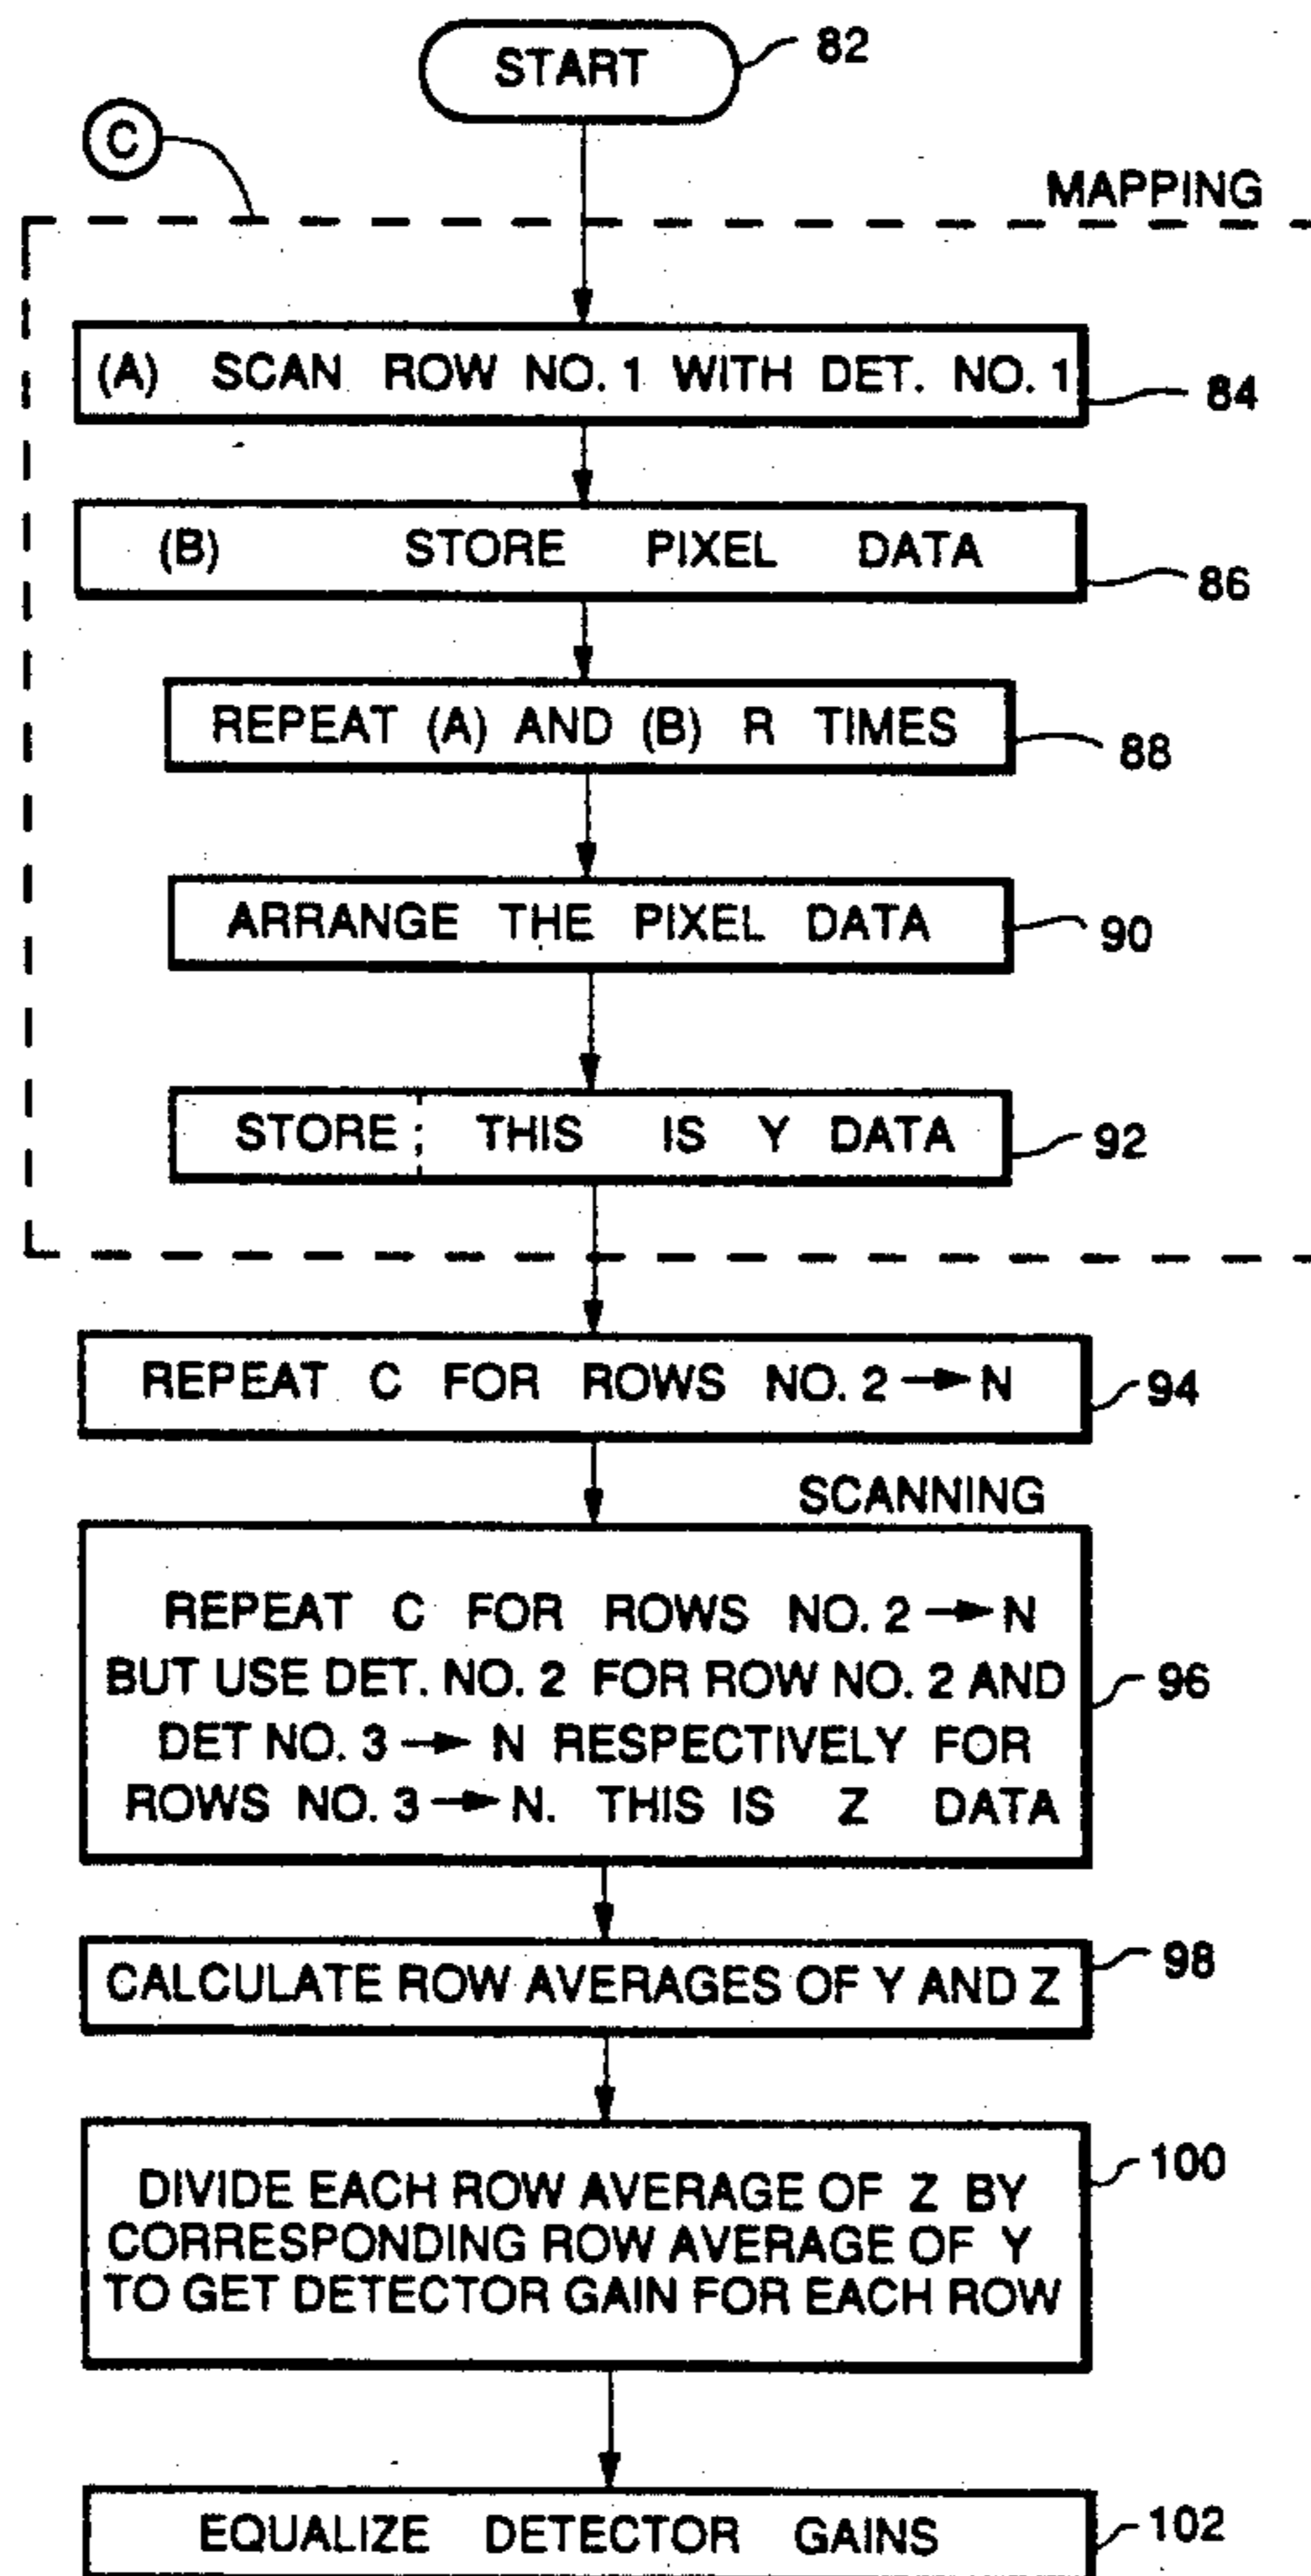 START
82
C
MAPPING
(A) SCAN ROW NO. 1 WITH DET. NO. 1
84
(B) STORE PIXEL DATA
86
REPEAT (A) AND (B) R TIMES
88
ARRANGE THE PIXEL DATA
90
STORE; THIS IS Y DATA
92
REPEAT C FOR ROWS NO. 2 → N
94
SCANNING
REPEAT C FOR ROWS NO. 2 → N
BUT USE DET. NO. 2 FOR ROW NO. 2 AND
DET NO. 3 → N RESPECTIVELY FOR
ROWS NO. 3 → N. THIS IS Z DATA
96
CALCULATE ROW AVERAGES OF Y AND Z
98
DIVIDE EACH ROW AVERAGE OF Z BY
CORRESPONDING ROW AVERAGE OF Y
TO GET DETECTOR GAIN FOR EACH ROW
100
EQUALIZE DETECTOR GAINS
102